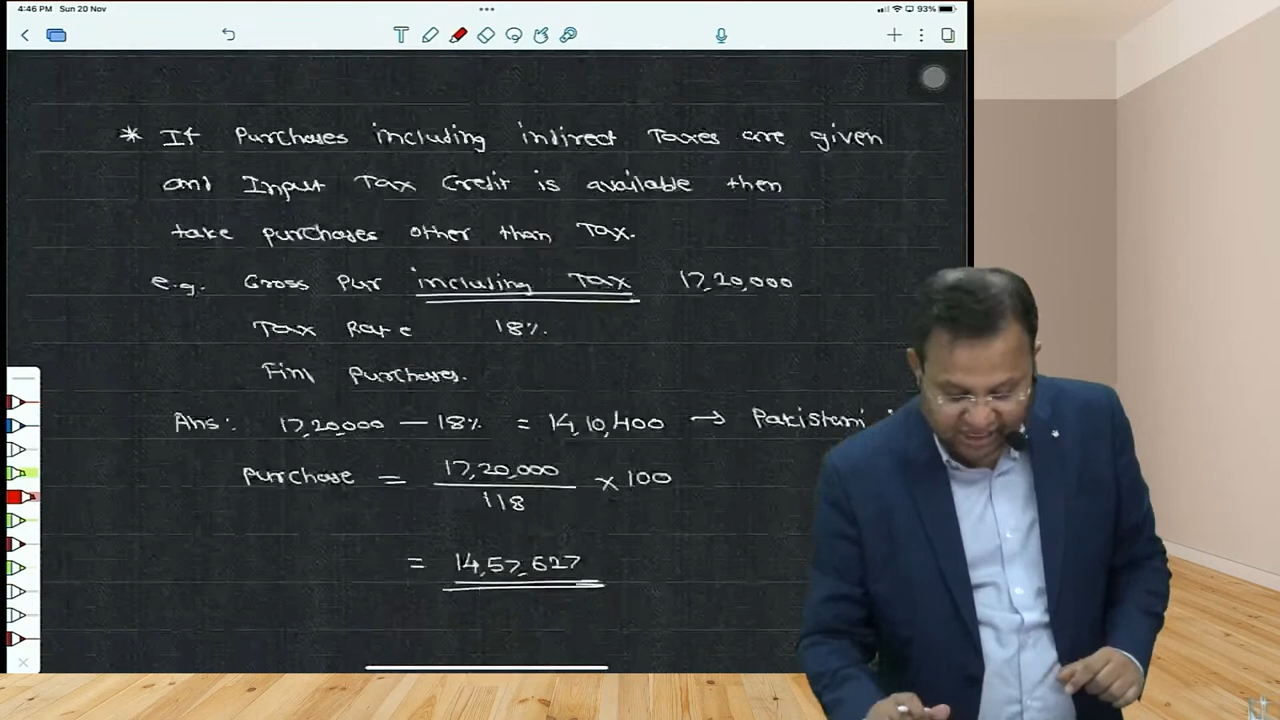 4:46 PM Sun 20 Nov
93%
* If Purchases including indirect Taxes are given
and Input Tax Credit is available then
take purchases other than Tax.
e.g. Gross Pur including Tax 17,20,000
Tax Rate 18%.
Find purchases.
Ans: 17,20,000 — 18% = 14,10,400 → Pakistani
Purchase = 17,20,000 / 118 × 100
= 14,57,627